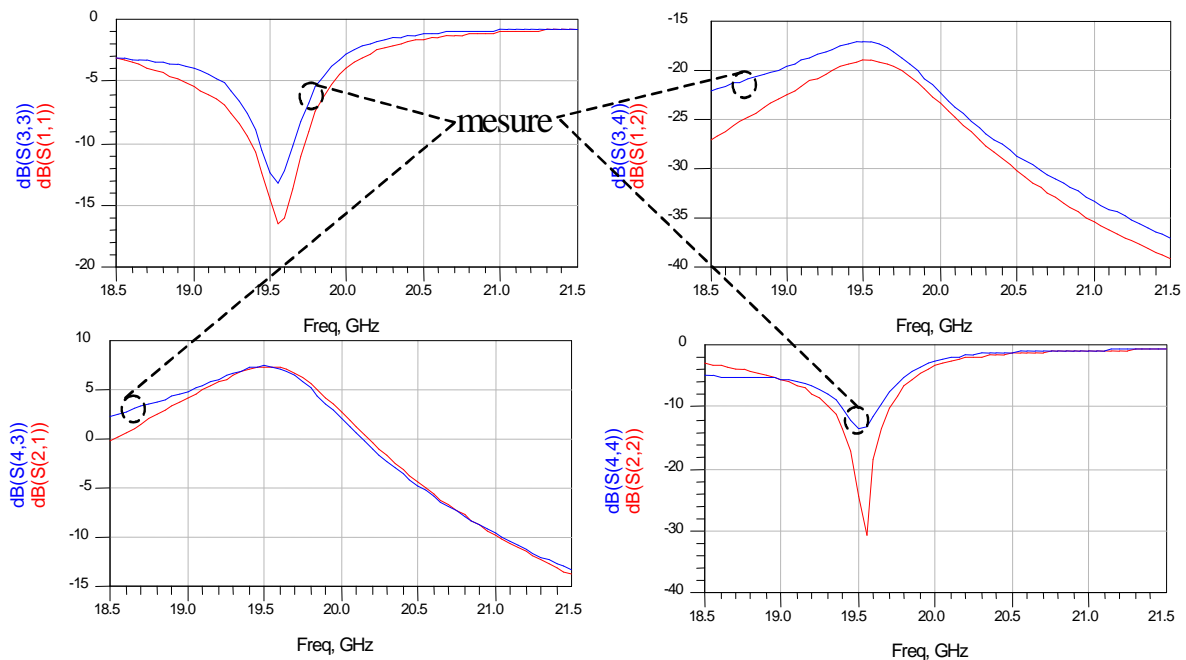 0
-5
-10
-15
-20
dB(S(3,3))
dB(S(1,1))
18.5 19.0 19.5 20.0 20.5 21.0 21.5
Freq, GHz
mesure
-15
-20
-25
-30
-35
-40
dB(S(3,4))
dB(S(1,2))
18.5 19.0 19.5 20.0 20.5 21.0 21.5
Freq, GHz
10
5
0
-5
-10
-15
dB(S(4,3))
dB(S(2,1))
18.5 19.0 19.5 20.0 20.5 21.0 21.5
Freq, GHz
0
-10
-20
-30
-40
dB(S(4,4))
dB(S(2,2))
18.5 19.0 19.5 20.0 20.5 21.0 21.5
Freq, GHz